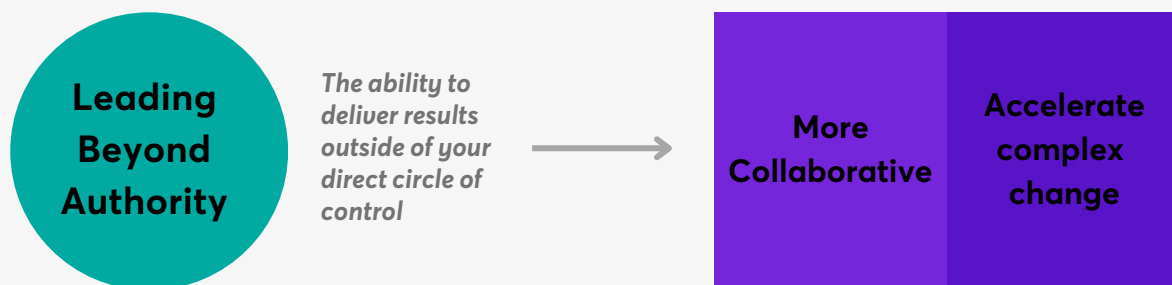 Leading
Beyond
Authority
The ability to
deliver results
outside of your
direct circle of
control
More
Collaborative
Accelerate
complex
change